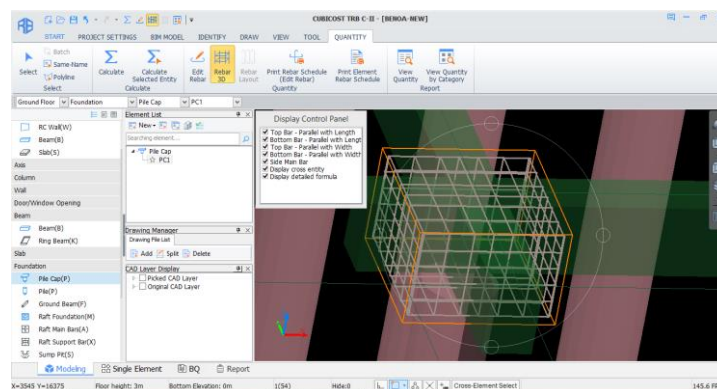 CUBICOST TRB C-II - [BENOA-NEW]
START PROJECT SETTINGS BIM MODEL IDENTIFY DRAW VIEW TOOL QUANTITY
Batch
Same-Name
Polyline
Select
Calculate
Calculate Selected Entity
Edit Rebar
Rebar 3D
Rebar Layout
Print Rebar Schedule (Edit Rebar)
Print Element Rebar Schedule
View Quantity
View Quantity by Category
Select Calculate Quantity Report
Ground Floor Foundation Pile Cap PC1
Element List
New
Searching element...
Pile Cap
PC1
RC Wall(W)
Beam(B)
Slab(S)
Axis
Column
Wall
Door/Window Opening
Beam
Beam(B)
Ring Beam(K)
Slab
Foundation
Pile Cap(P)
Pile(P)
Ground Beam(F)
Raft Foundation(M)
Raft Main Bars(A)
Raft Support Bar(X)
Sump Pit(S)
Drawing Manager
Drawing File List
Add Split Delete
CAD Layer Display
Picked CAD Layer
Original CAD Layer
Display Control Panel
Top Bar - Parallel with Length
Bottom Bar - Parallel with Lengt
Top Bar - Parallel with Width
Bottom Bar - Parallel with Width
Side Main Bar
Display cross entity
Display detailed formula
Modeling Single Element BQ Report
X=3545 Y=16375 Floor height: 3m Bottom Elevation: 0m 1(54) Hide:0 Cross-Element Select 145.6